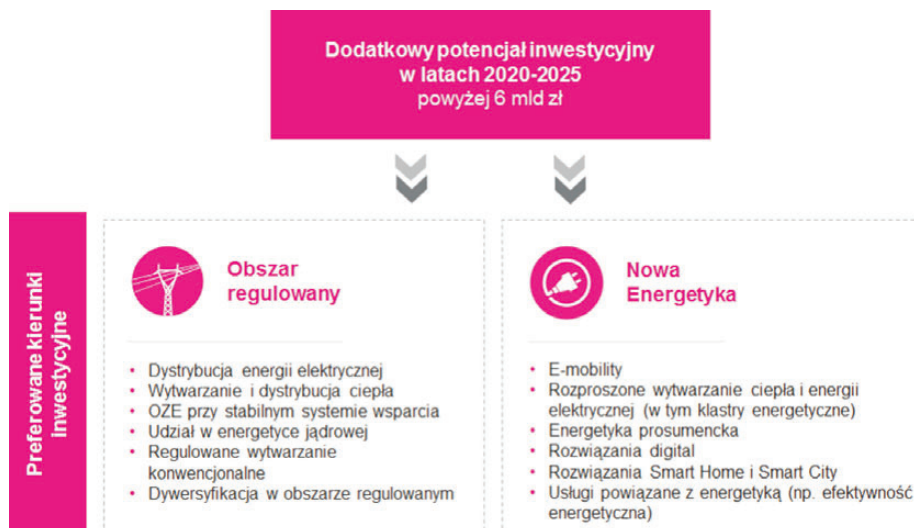 Dodatkowy potencjał inwestycyjny
w latach 2020-2025
powyżej 6 mld zł
Preferowane kierunki
inwestycyjne
Obszar
regulowany
• Dystrybucja energii elektrycznej
• Wytwarzanie i dystrybucja ciepła
• OZE przy stabilnym systemie wsparcia
• Udział w energetyce jądrowej
• Regulowane wytwarzanie
konwencjonalne
• Dywersyfikacja w obszarze regulowanym
Nowa
Energetyka
• E-mobility
• Rozproszone wytwarzanie ciepła i energii
elektrycznej (w tym klastry energetyczne)
• Energetyka prosumencka
• Rozwiązania digital
• Rozwiązania Smart Home i Smart City
• Usługi powiązane z energetyką (np. efektywność
energetyczna)